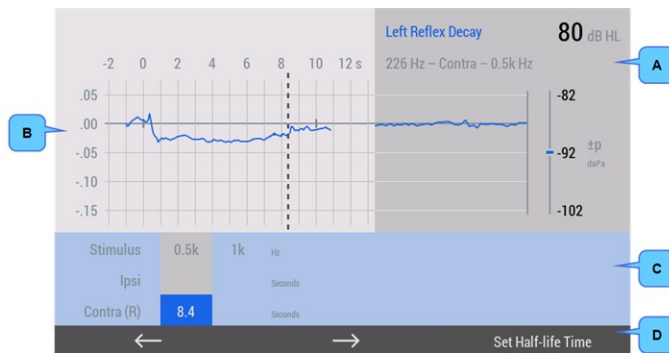 Left Reflex Decay 80 dB HL
226 Hz – Contra – 0.5k Hz
A
-2 0 2 4 6 8 10 12 s
.05
.00
-.05
-.10
-.15
B
-82
-92
-102
±p
daPa
Stimulus 0.5k 1k Hz
Ipsi Seconds
Contra (R) 8.4 Seconds
C
← → Set Half-life Time
D